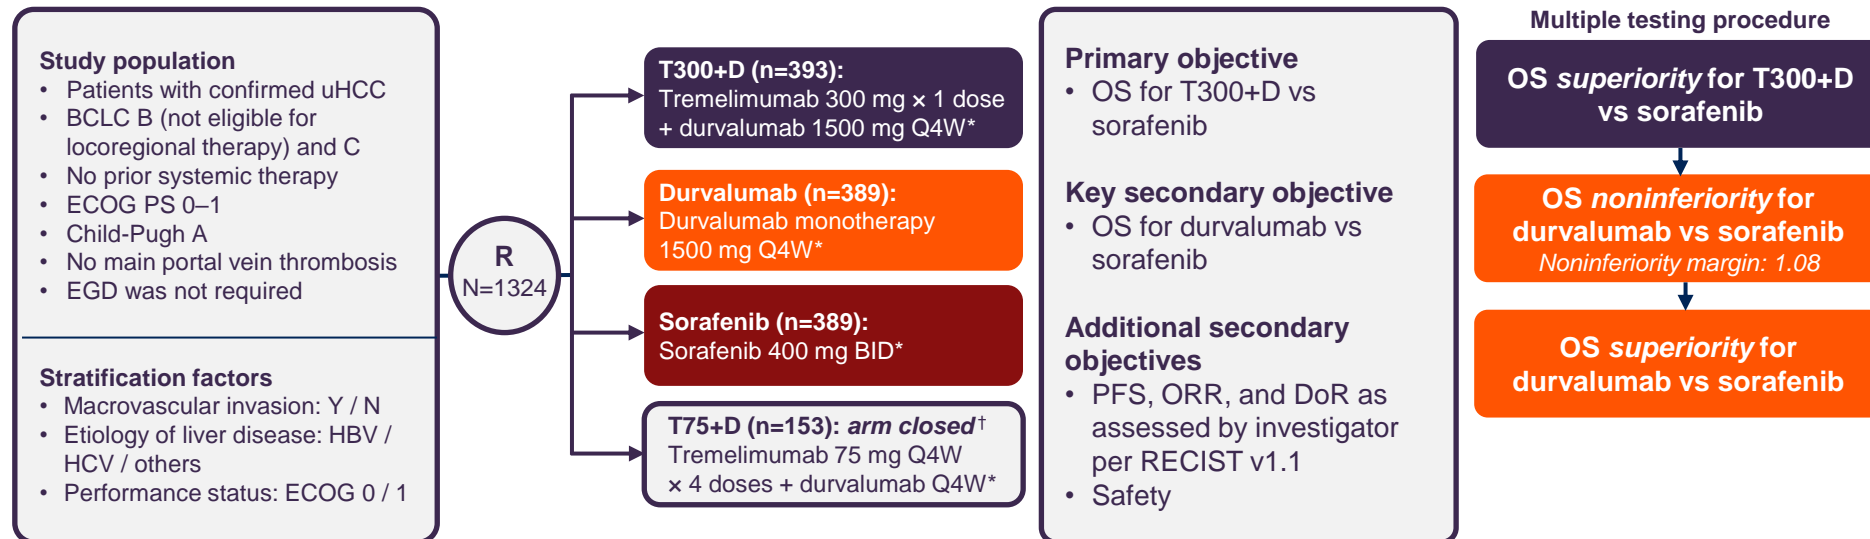 Study population
• Patients with confirmed uHCC
• BCLC B (not eligible for
locoregional therapy) and C
• No prior systemic therapy
• ECOG PS 0–1
• Child-Pugh A
• No main portal vein thrombosis
• EGD was not required
Stratification factors
• Macrovascular invasion: Y / N
• Etiology of liver disease: HBV /
HCV / others
• Performance status: ECOG 0 / 1
R
N=1324
T300+D (n=393):
Tremelimumab 300 mg × 1 dose
+ durvalumab 1500 mg Q4W*
Durvalumab (n=389):
Durvalumab monotherapy
1500 mg Q4W*
Sorafenib (n=389):
Sorafenib 400 mg BID*
T75+D (n=153): arm closed†
Tremelimumab 75 mg Q4W
× 4 doses + durvalumab Q4W*
Primary objective
• OS for T300+D vs
sorafenib
Key secondary objective
• OS for durvalumab vs
sorafenib
Additional secondary
objectives
• PFS, ORR, and DoR as
assessed by investigator
per RECIST v1.1
• Safety
Multiple testing procedure
OS superiority for T300+D
vs sorafenib
OS noninferiority for
durvalumab vs sorafenib
Noninferiority margin: 1.08
OS superiority for
durvalumab vs sorafenib